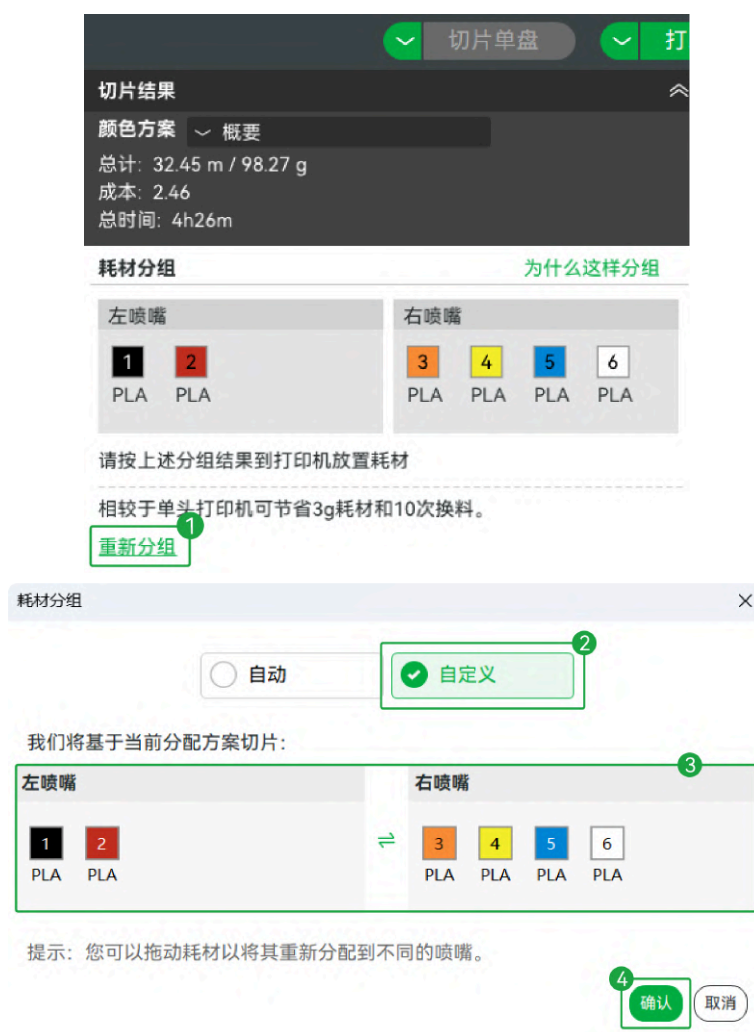 切片单盘 打
切片结果
颜色方案 概要
总计: 32.45 m / 98.27 g
成本: 2.46
总时间: 4h26m
耗材分组 为什么这样分组
左喷嘴 右喷嘴
1 2 3 4 5 6
PLA PLA PLA PLA PLA PLA
请按上述分组结果到打印机放置耗材
相较于单头打印机可节省3g耗材和10次换料。
1
重新分组
耗材分组
2
自动 自定义
我们将基于当前分配方案切片:
3
左喷嘴 右喷嘴
1 2 3 4 5 6
PLA PLA PLA PLA PLA PLA
提示: 您可以拖动耗材以将其重新分配到不同的喷嘴。
4
确认 取消